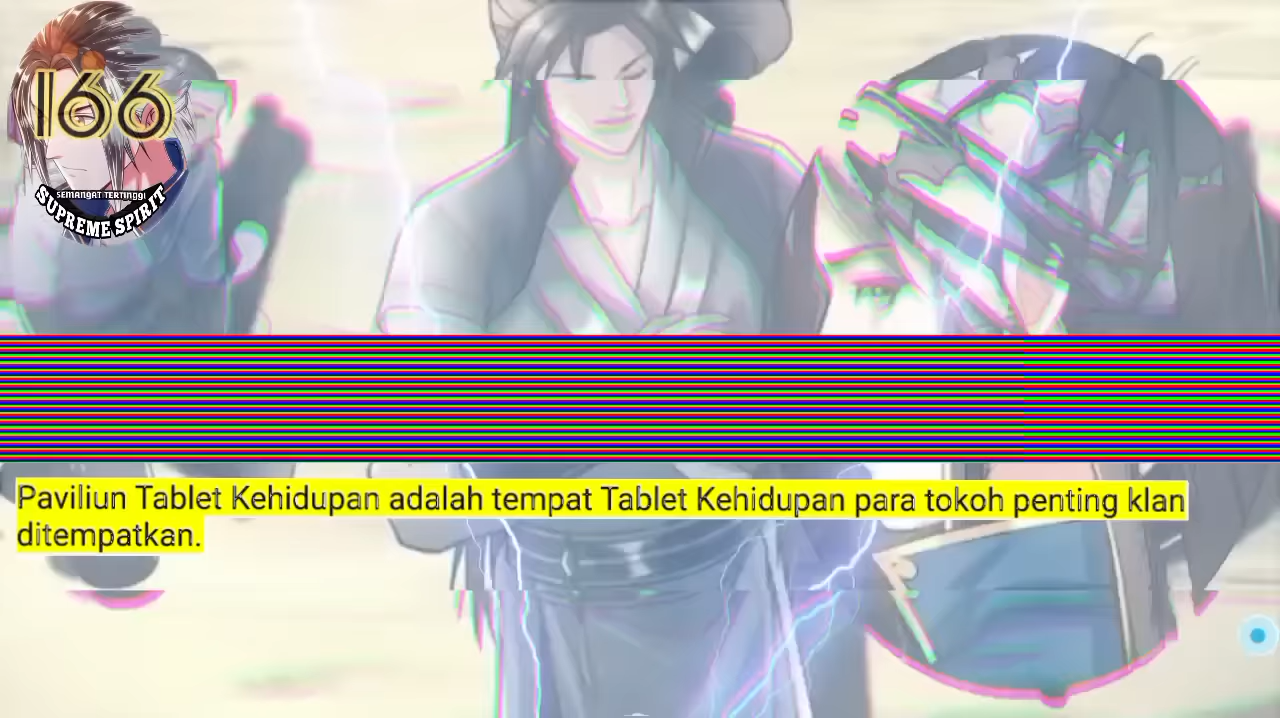 166
SEMANGAT TERTINGGI
SUPREME SPIRIT
Paviliun Tablet Kehidupan adalah tempat Tablet Kehidupan para tokoh penting klan
ditempatkan.